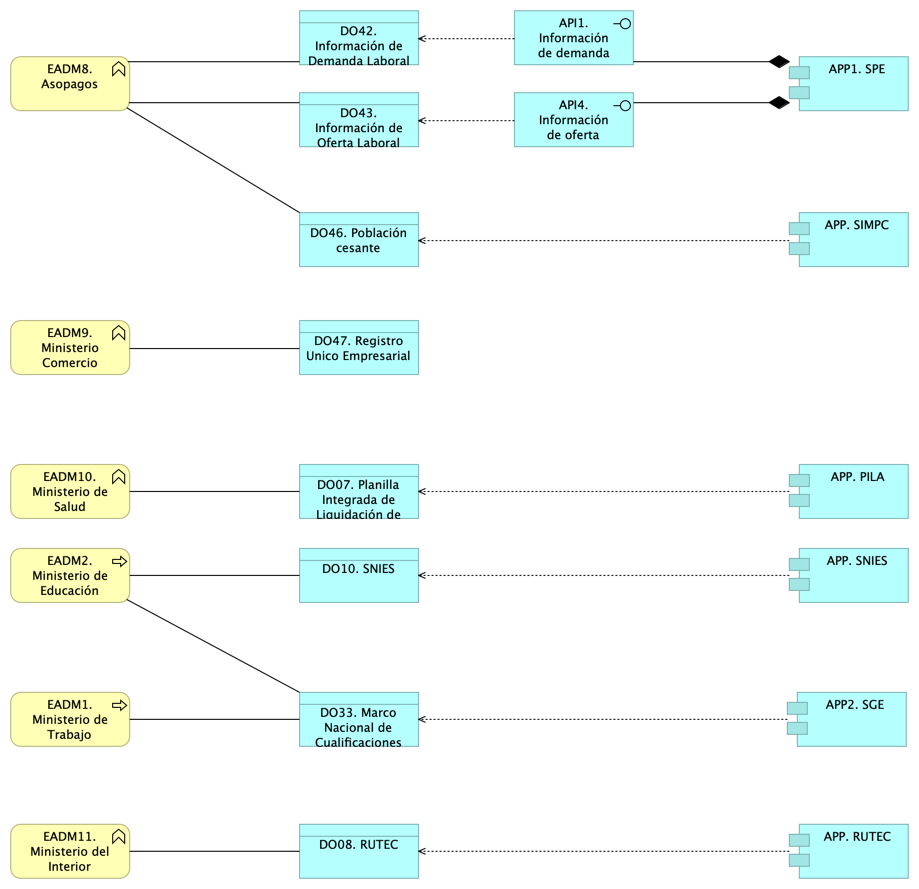 EADM8.
Asopagos
DO42.
Información de
Demanda Laboral
API1.
Información
de demanda
APP1. SPE
DO43.
Información de
Oferta Laboral
API4.
Información
de oferta
DO46. Población
cesante
APP. SIMPC
EADM9.
Ministerio
Comercio
DO47. Registro
Unico Empresarial
EADM10.
Ministerio de
Salud
DO07. Planilla
Integrada de
Liquidación de
APP. PILA
EADM2.
Ministerio de
Educación
DO10. SNIES
APP. SNIES
EADM1.
Ministerio de
Trabajo
DO33. Marco
Nacional de
Cualificaciones
APP2. SGE
EADM11.
Ministerio del
Interior
DO08. RUTEC
APP. RUTEC